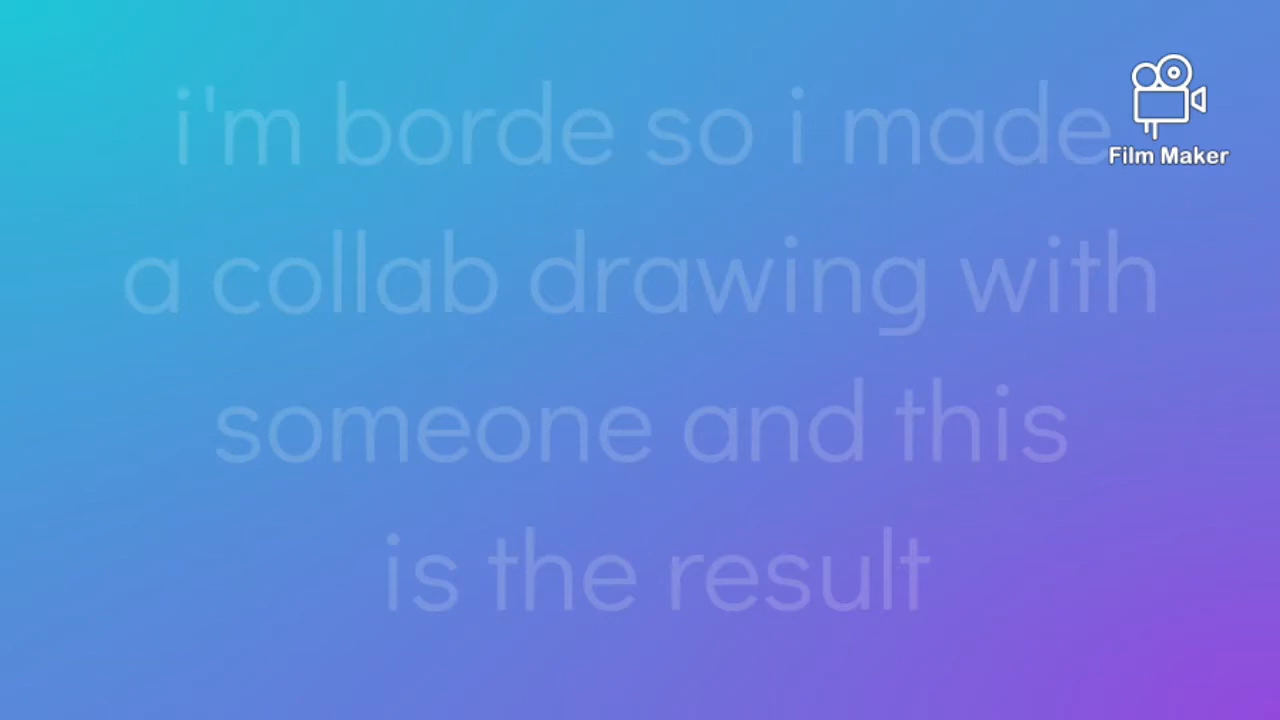 i'm borde so i made
Film Maker
a collab drawing with
someone and this
is the result